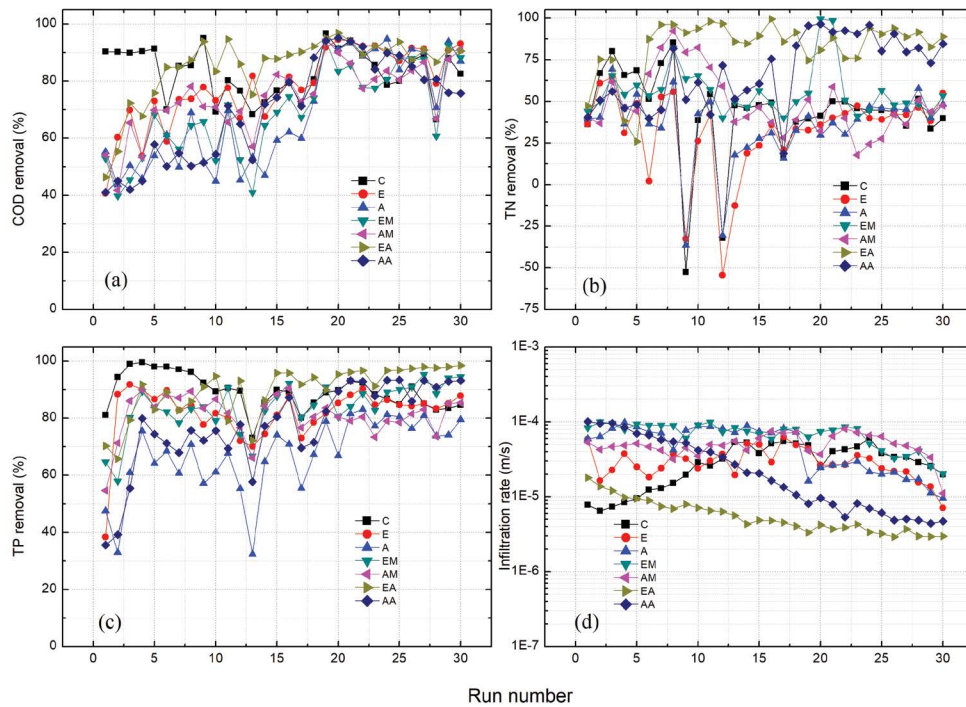 (a)
COD removal (%)
100
80
60
40
20
0
0 5 10 15 20 25 30
C
E
A
EM
AM
EA
AA
(b)
TN removal (%)
100
75
50
25
0
-25
-50
-75
0 5 10 15 20 25 30
C
E
A
EM
AM
EA
AA
(c)
TP removal (%)
100
80
60
40
20
0
0 5 10 15 20 25 30
C
E
A
EM
AM
EA
AA
(d)
Infiltration rate (m/s)
1E-3
1E-4
1E-5
1E-6
1E-7
0 5 10 15 20 25 30
C
E
A
EM
AM
EA
AA
Run number